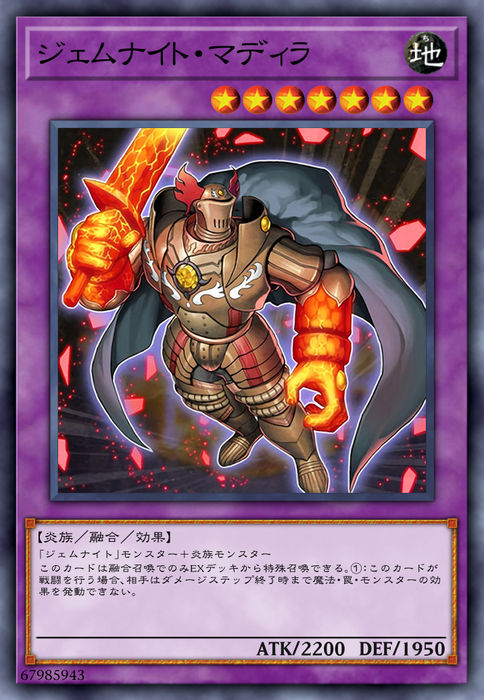 ジェムナイト・マディラ
地
ち
【炎族／融合／効果】
「ジェムナイト」モンスター＋炎族モンスター
このカードは融合召喚でのみEXデッキから特殊召喚できる。①：このカードが
戦闘を行う場合、相手はダメージステップ終了時まで魔法・罠・モンスターの効
果を発動できない。
ATK/2200 DEF/1950
67985943